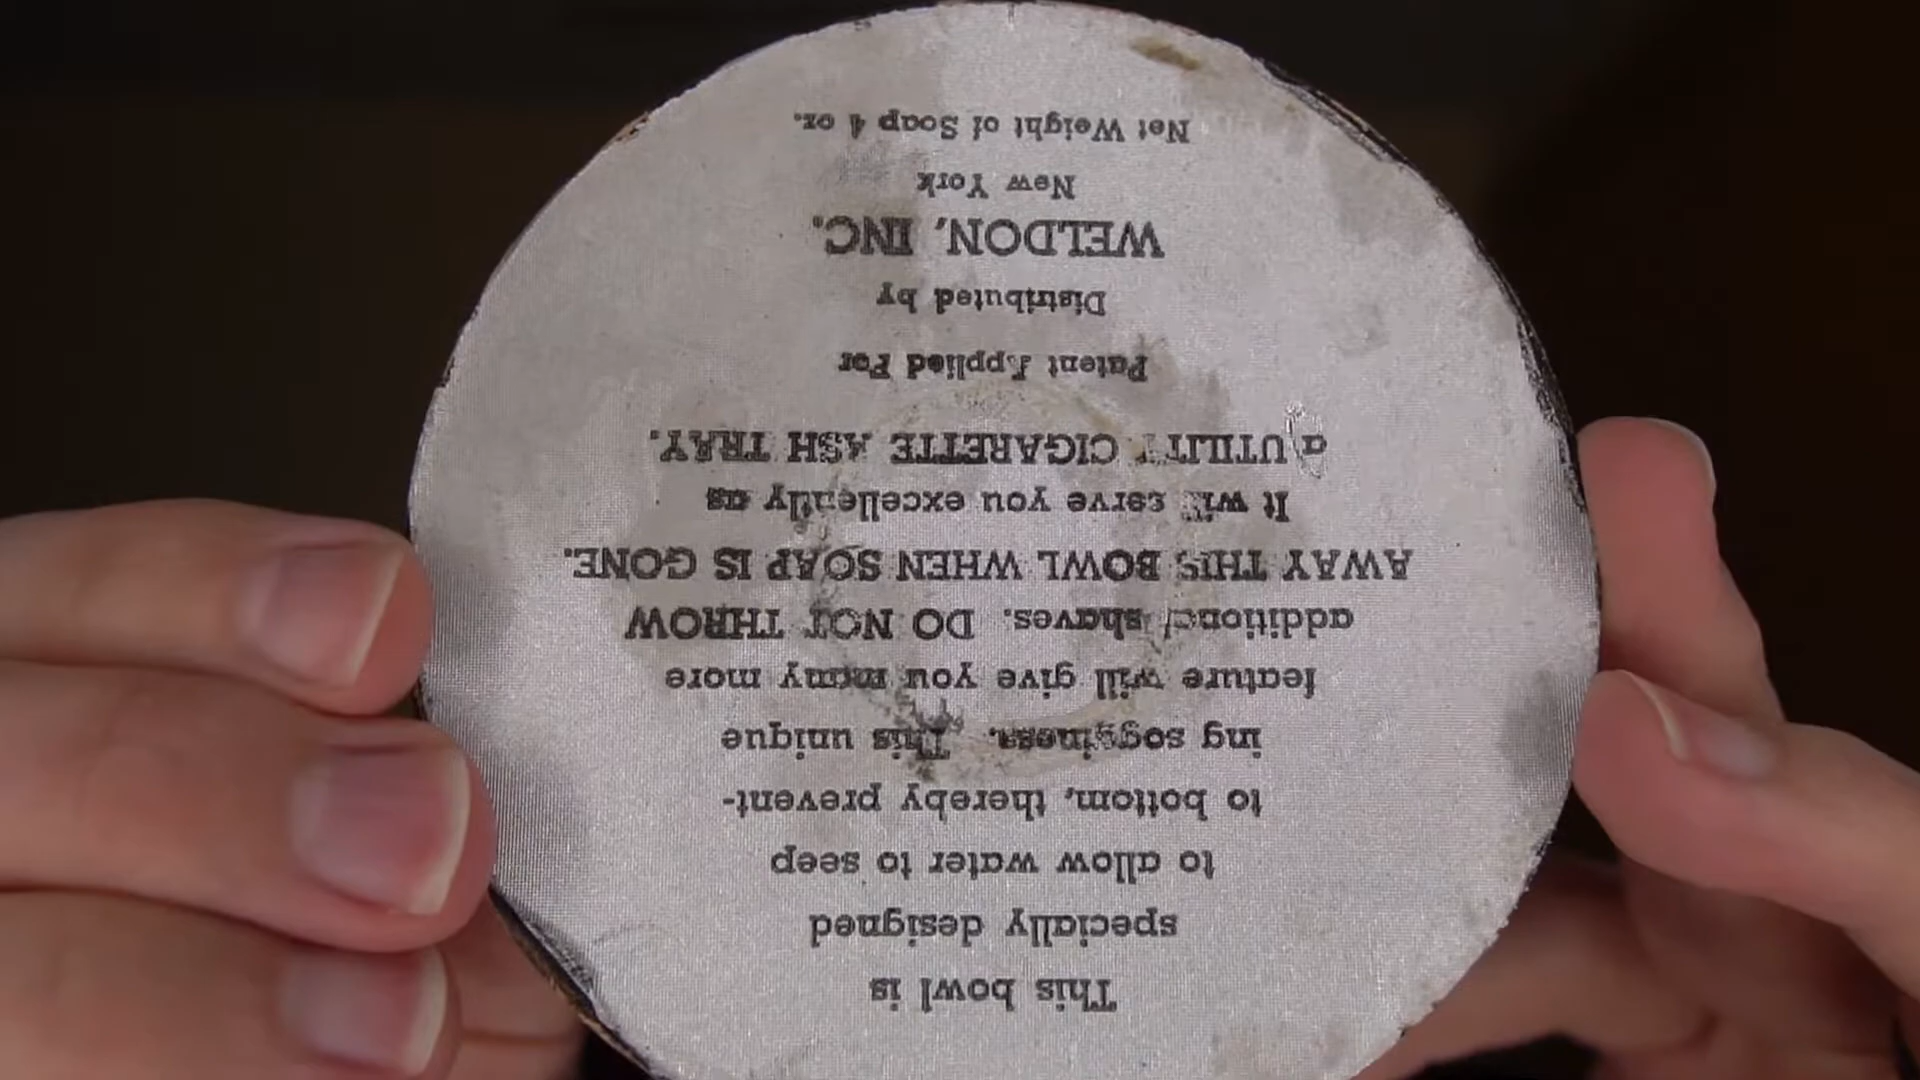 This bowl is
specially designed
to allow water to seep
to bottom, thereby prevent-
ing sogginess. This unique
feature will give you many more
additional shaves. DO NOT THROW
AWAY THIS BOWL WHEN SOAP IS GONE.
It will serve you excellently as
a UTILITY CIGARETTE ASH TRAY.
Patent Applied For
Distributed by
WELDON, INC.
New York
Net Weight of Soap 4 oz.